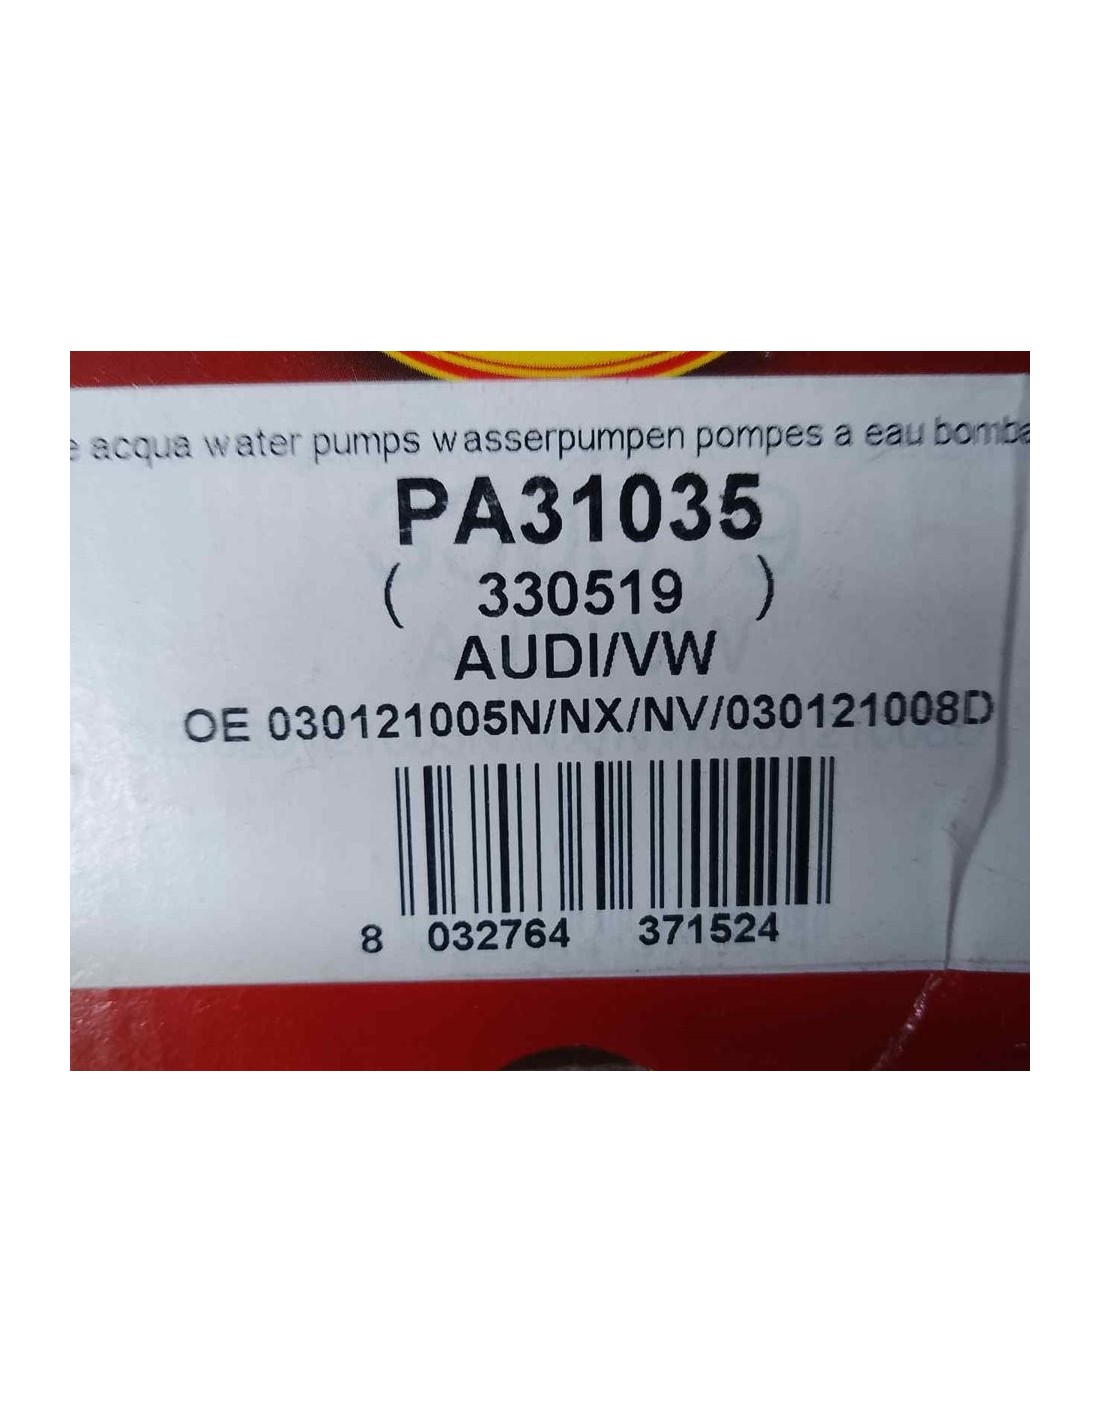 e acqua water pumps wasserpumpen pompes a eau bomba
PA31035
( 330519 )
AUDI/VW
OE 030121005N/NX/NV/030121008D
8 032764 371524